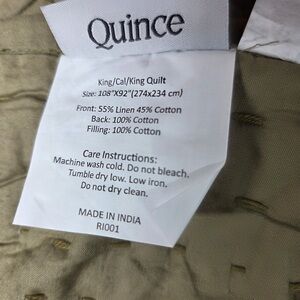 Quince
King/Cal/King Quilt
Size: 108"X92"(274x234 cm)
Front: 55% Linen 45% Cotton
Back: 100% Cotton
Filling: 100% Cotton
Care Instructions:
Machine wash cold. Do not bleach.
Tumble dry low. Low iron.
Do not dry clean.
MADE IN INDIA
RI001